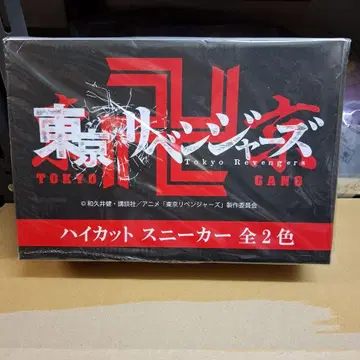 東京 卍 リベンジャーズ
Tokyo Revengers
TOKYO GANG
© 和久井健・講談社／アニメ「東京リベンジャーズ」製作委員会
ハイカット スニーカー 全2色